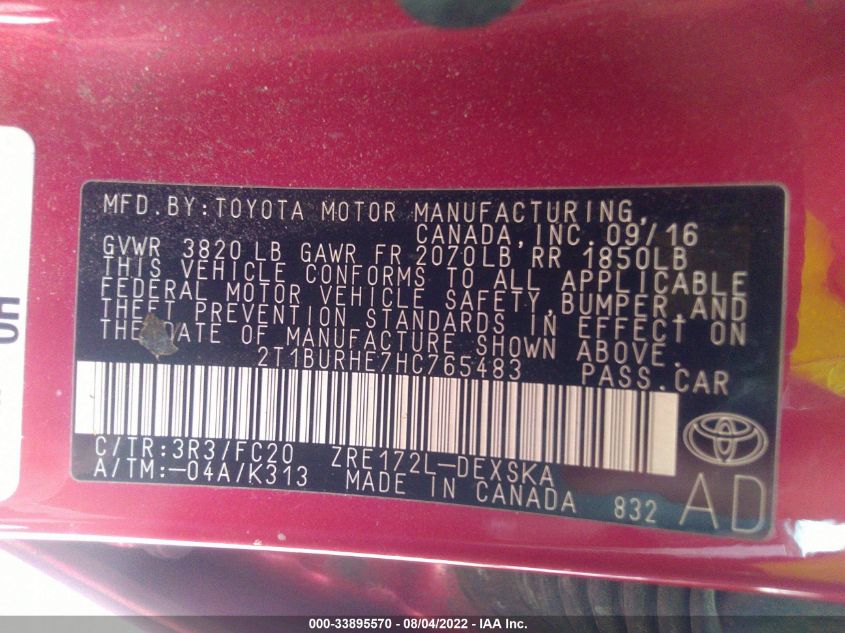 MFD.BY:TOYOTA MOTOR MANUFACTURING,
CANADA,INC. 09/16
GVWR 3820 LB GAWR FR 2070LB RR 1850LB
THIS VEHICLE CONFORMS TO ALL APPLICABLE
FEDERAL MOTOR VEHICLE SAFETY,BUMPER,AND
THEFT PREVENTION STANDARDS IN EFFECT ON
THE DATE OF MANUFACTURE SHOWN ABOVE.
2T1BURHE7HC765483 PASS.CAR
C/TR:3R3/FC20 ZRE172L-DEXSKA
A/TM:-04A/K313 MADE IN CANADA 832 AD
000-33895570 - 08/04/2022 - IAA Inc.